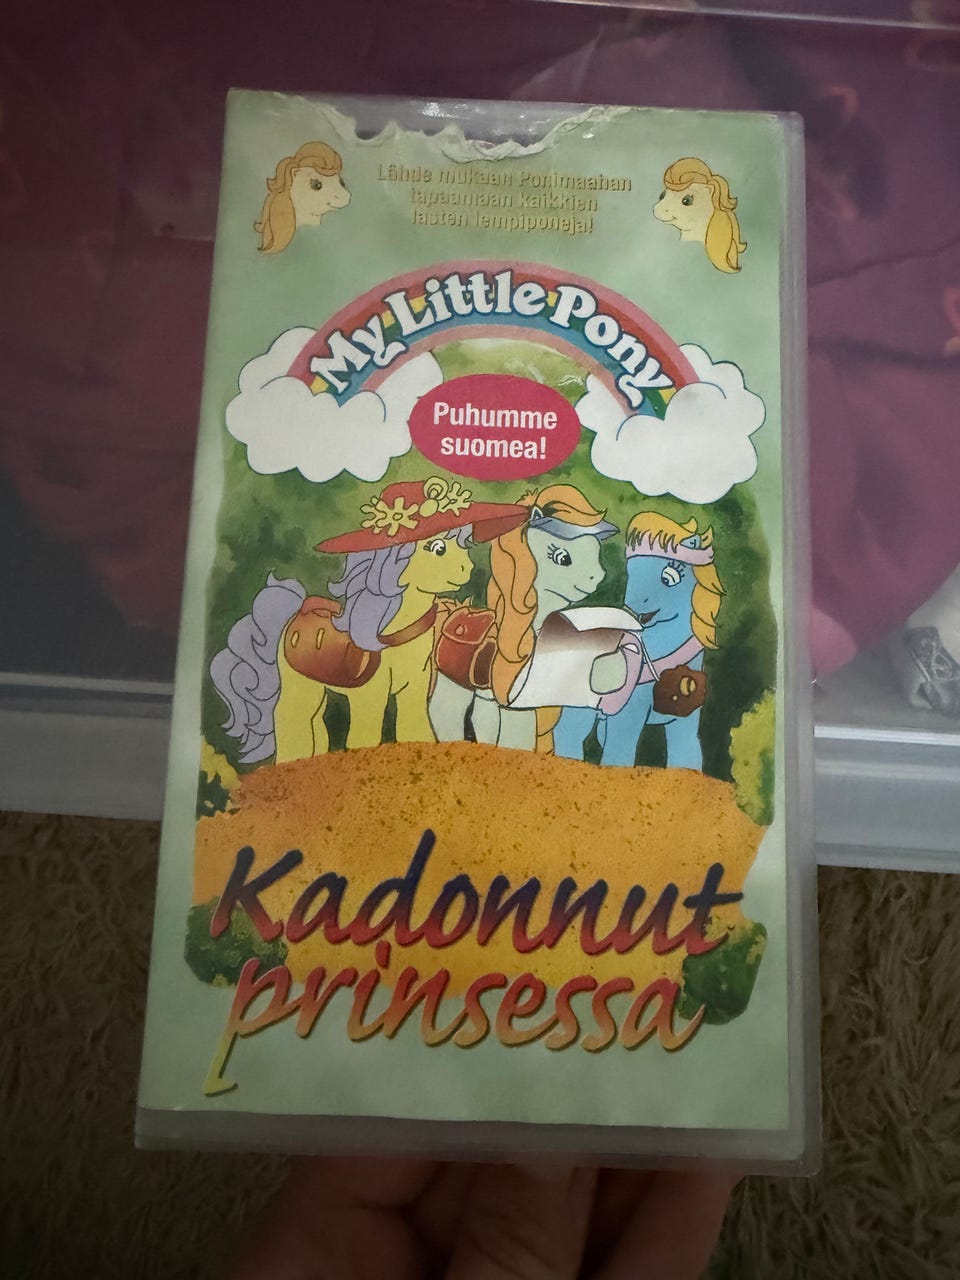 Lähde mukaan Ponimaahan
tapaamaan kaikkien
lasten lempiponeja!
My Little Pony
Puhumme
suomea!
Kadonnut
prinsessa